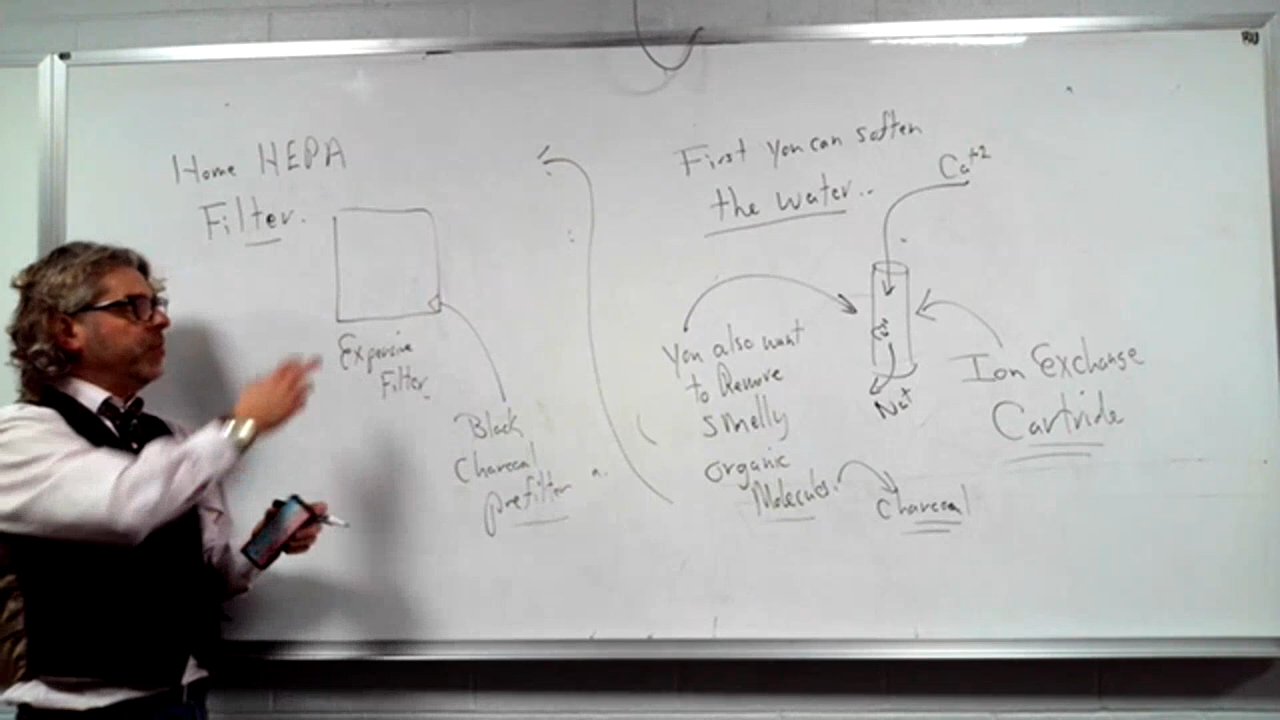 Home HEPA
Filter.
Expensive
Filter.
Black
Charcoal
prefilter
First you can soften
the water..
Ca+2
Na+
You also want
to Remove
smelly
organic
Molecules.
Charcoal
Ion Exchange
Cartride